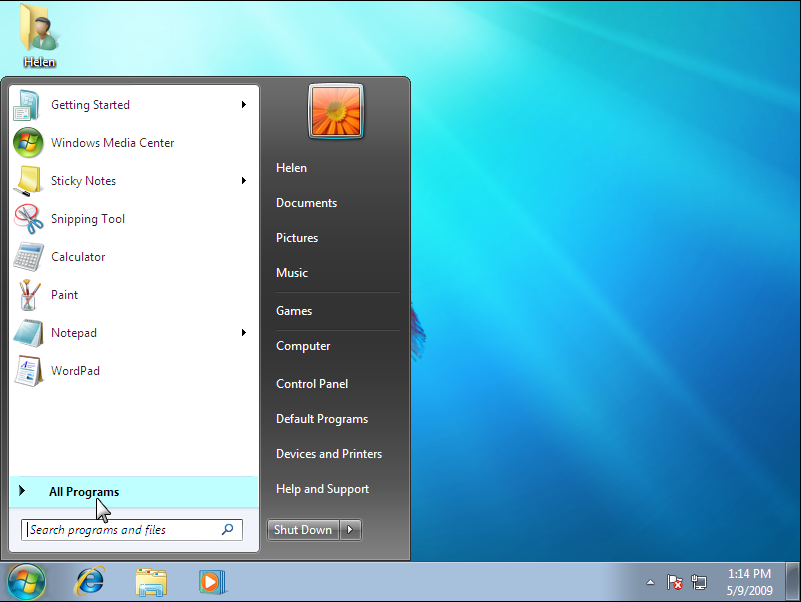 Helen
Getting Started
Windows Media Center
Sticky Notes
Snipping Tool
Calculator
Paint
Notepad
WordPad
All Programs
Search programs and files
Helen
Documents
Pictures
Music
Games
Computer
Control Panel
Default Programs
Devices and Printers
Help and Support
Shut Down
1:14 PM
5/9/2009